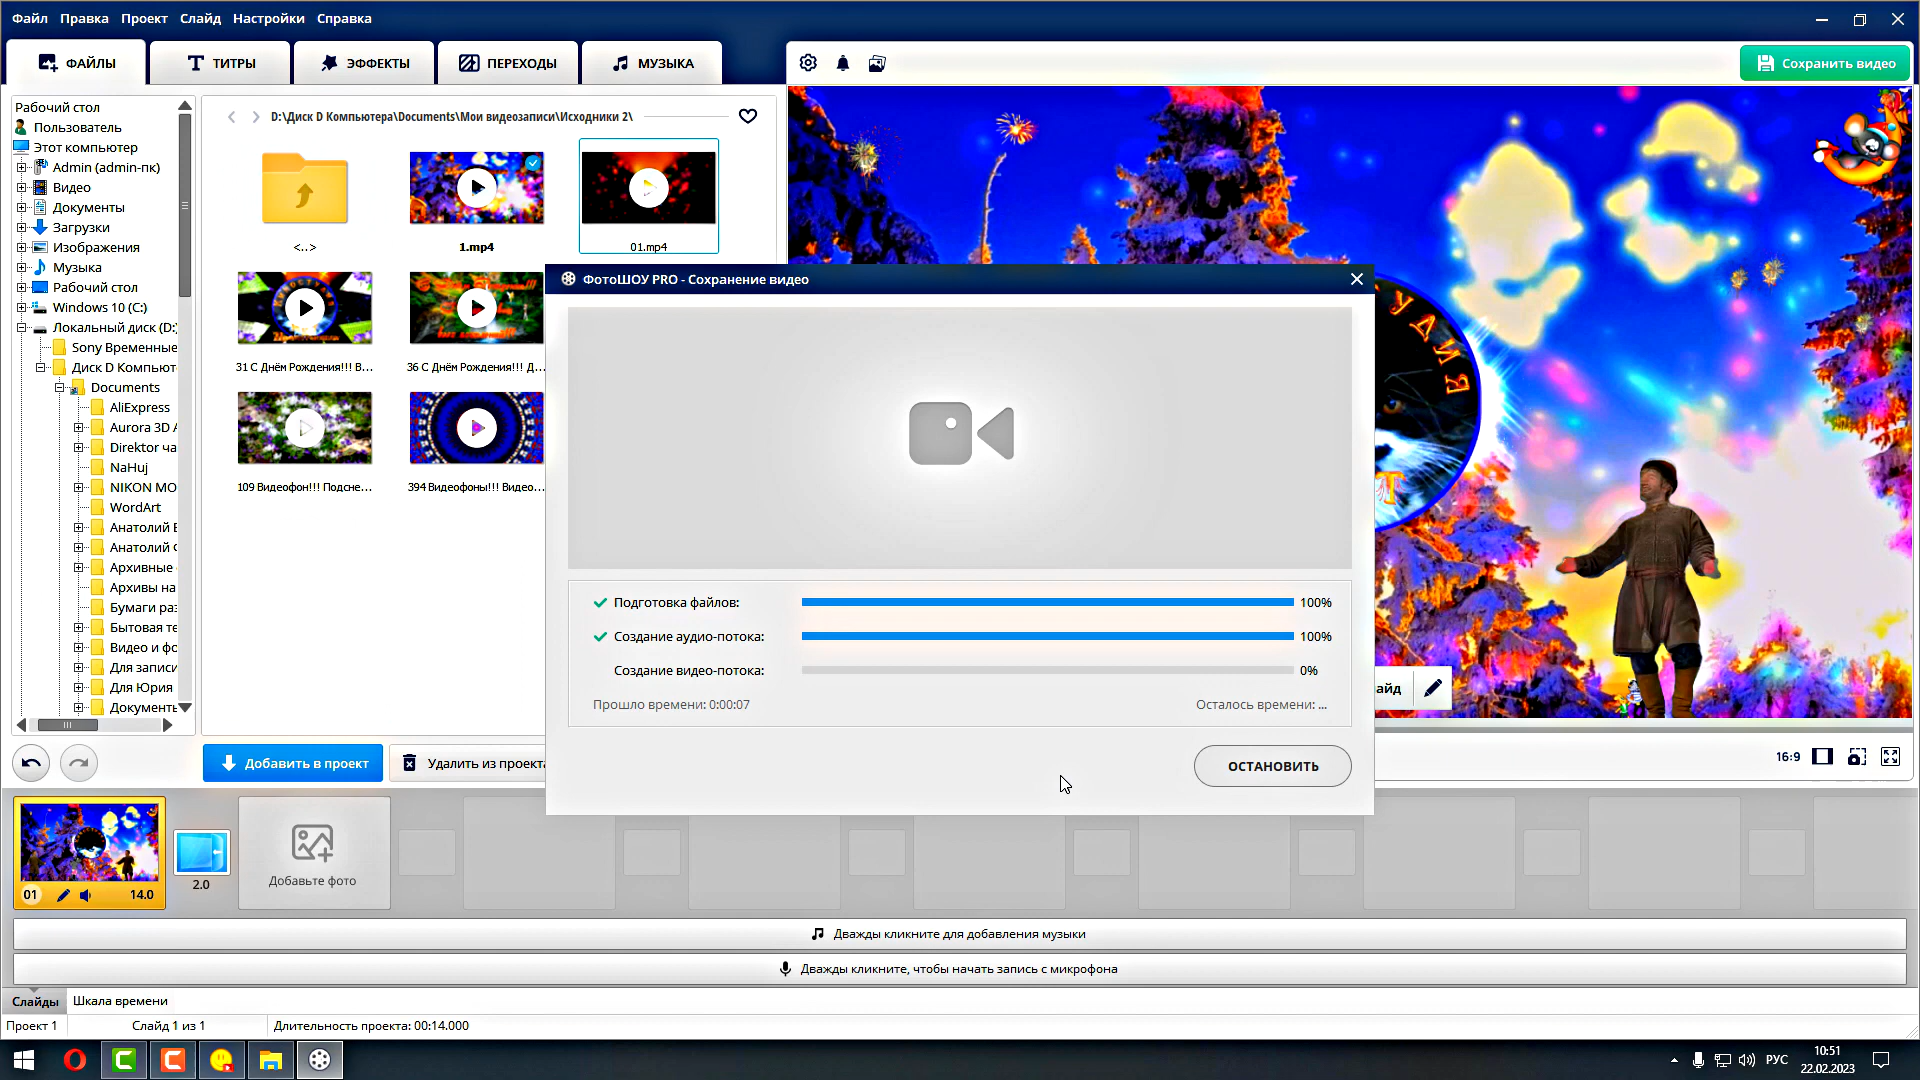 Файл Правка Проект Слайд Настройки Справка
ФАЙЛЫ ТИТРЫ ЭФФЕКТЫ ПЕРЕХОДЫ МУЗЫКА
Сохранить видео
Рабочий стол
Пользователь
Этот компьютер
Admin (admin-пк)
Видео
Документы
Загрузки
Изображения
Музыка
Рабочий стол
Windows 10 (C:)
Локальный диск (D:)
Sony Временные
Диск D Компьют
Documents
AliExpress
Aurora 3D A
Direktor ча
NaHuj
NIKON MO
WordArt
Анатолий В
Анатолий
Архивные
Архивы на
Бумаги раз
Бытовая те
Видео и фо
Для записи
Для Юрия
Документы
D:\Диск D Компьютера\Documents\Мои видеозаписи\Исходники 2\
<..>
1.mp4
01.mp4
31 С Днём Рождения!!! В...
36 С Днём Рождения!!! Д...
109 Видеофон!!! Подсне...
394 Видеофоны!!! Видео...
ФотоШОУ PRO - Сохранение видео
Подготовка файлов: 100%
Создание аудио-потока: 100%
Создание видео-потока: 0%
Прошло времени: 0:00:07
Осталось времени: ...
ОСТАНОВИТЬ
айд
Добавить в проект
Удалить из проекта
16:9
01 14.0
2.0
Добавьте фото
Дважды кликните для добавления музыки
Дважды кликните, чтобы начать запись с микрофона
Слайды Шкала времени
Проект 1 Слайд 1 из 1 Длительность проекта: 00:14.000
РУС
10:51
22.02.2023